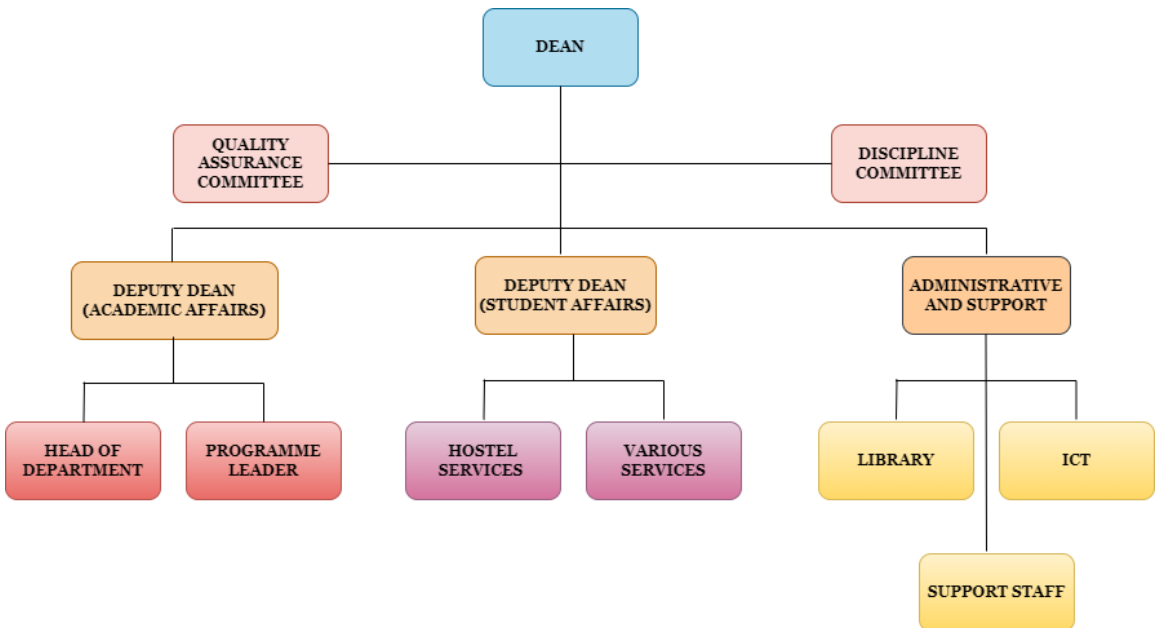 DEAN
QUALITY
ASSURANCE
COMMITTEE
DISCIPLINE
COMMITTEE
DEPUTY DEAN
(ACADEMIC AFFAIRS)
DEPUTY DEAN
(STUDENT AFFAIRS)
ADMINISTRATIVE
AND SUPPORT
HEAD OF
DEPARTMENT
PROGRAMME
LEADER
HOSTEL
SERVICES
VARIOUS
SERVICES
LIBRARY
ICT
SUPPORT STAFF